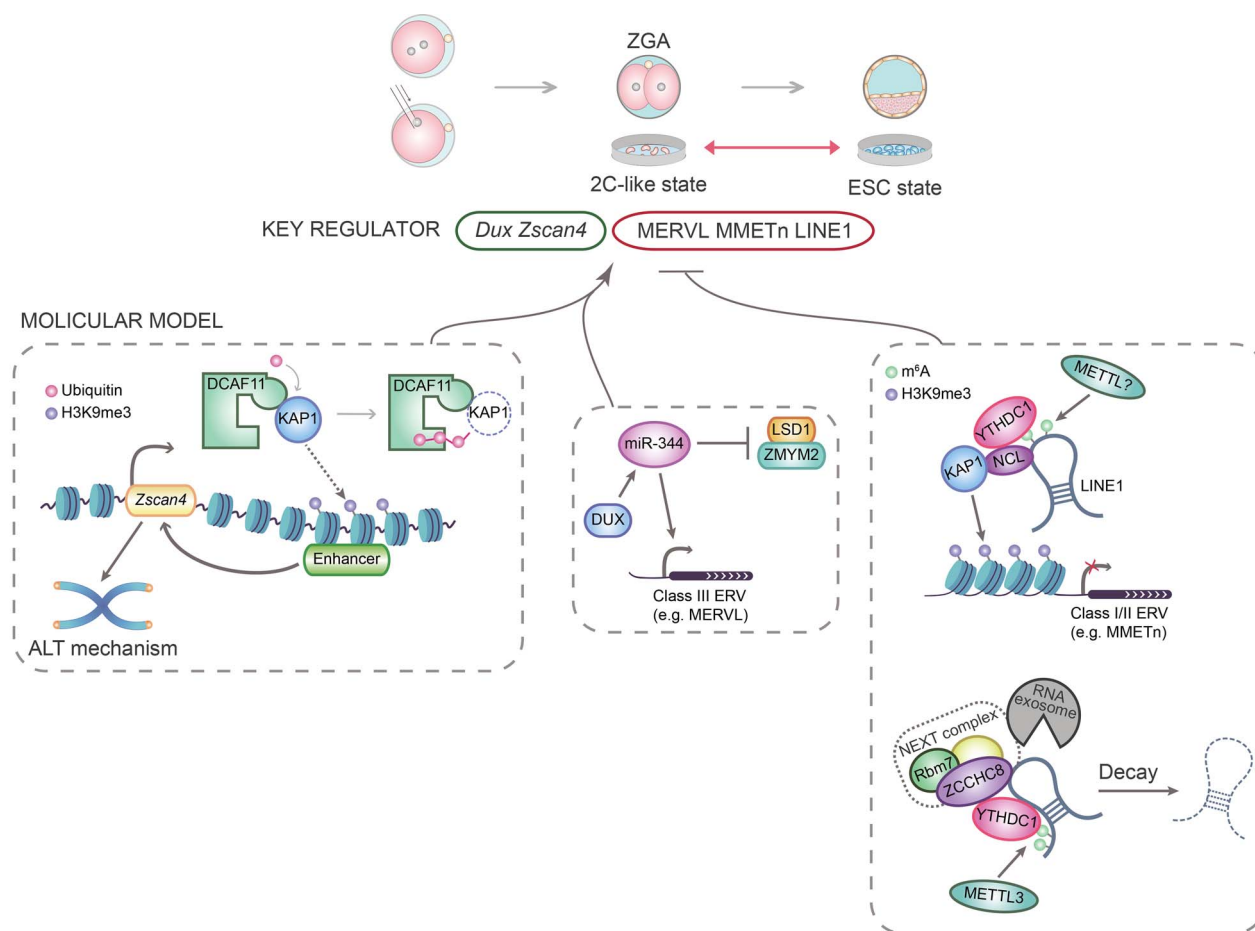 ZGA
2C-like state
ESC state
KEY REGULATOR
Dux Zscan4
MERVL MMETn LINE1
MOLICULAR MODEL
Ubiquitin
H3K9me3
DCAF11
KAP1
DCAF11
KAP1
Zscan4
Enhancer
ALT mechanism
miR-344
LSD1
ZMYM2
DUX
Class III ERV
(e.g. MERVL)
m⁶A
H3K9me3
METTL?
YTHDC1
KAP1
NCL
LINE1
Class I/II ERV
(e.g. MMETn)
RNA
exosome
NEXT complex
Rbm7
ZCCHC8
YTHDC1
Decay
METTL3